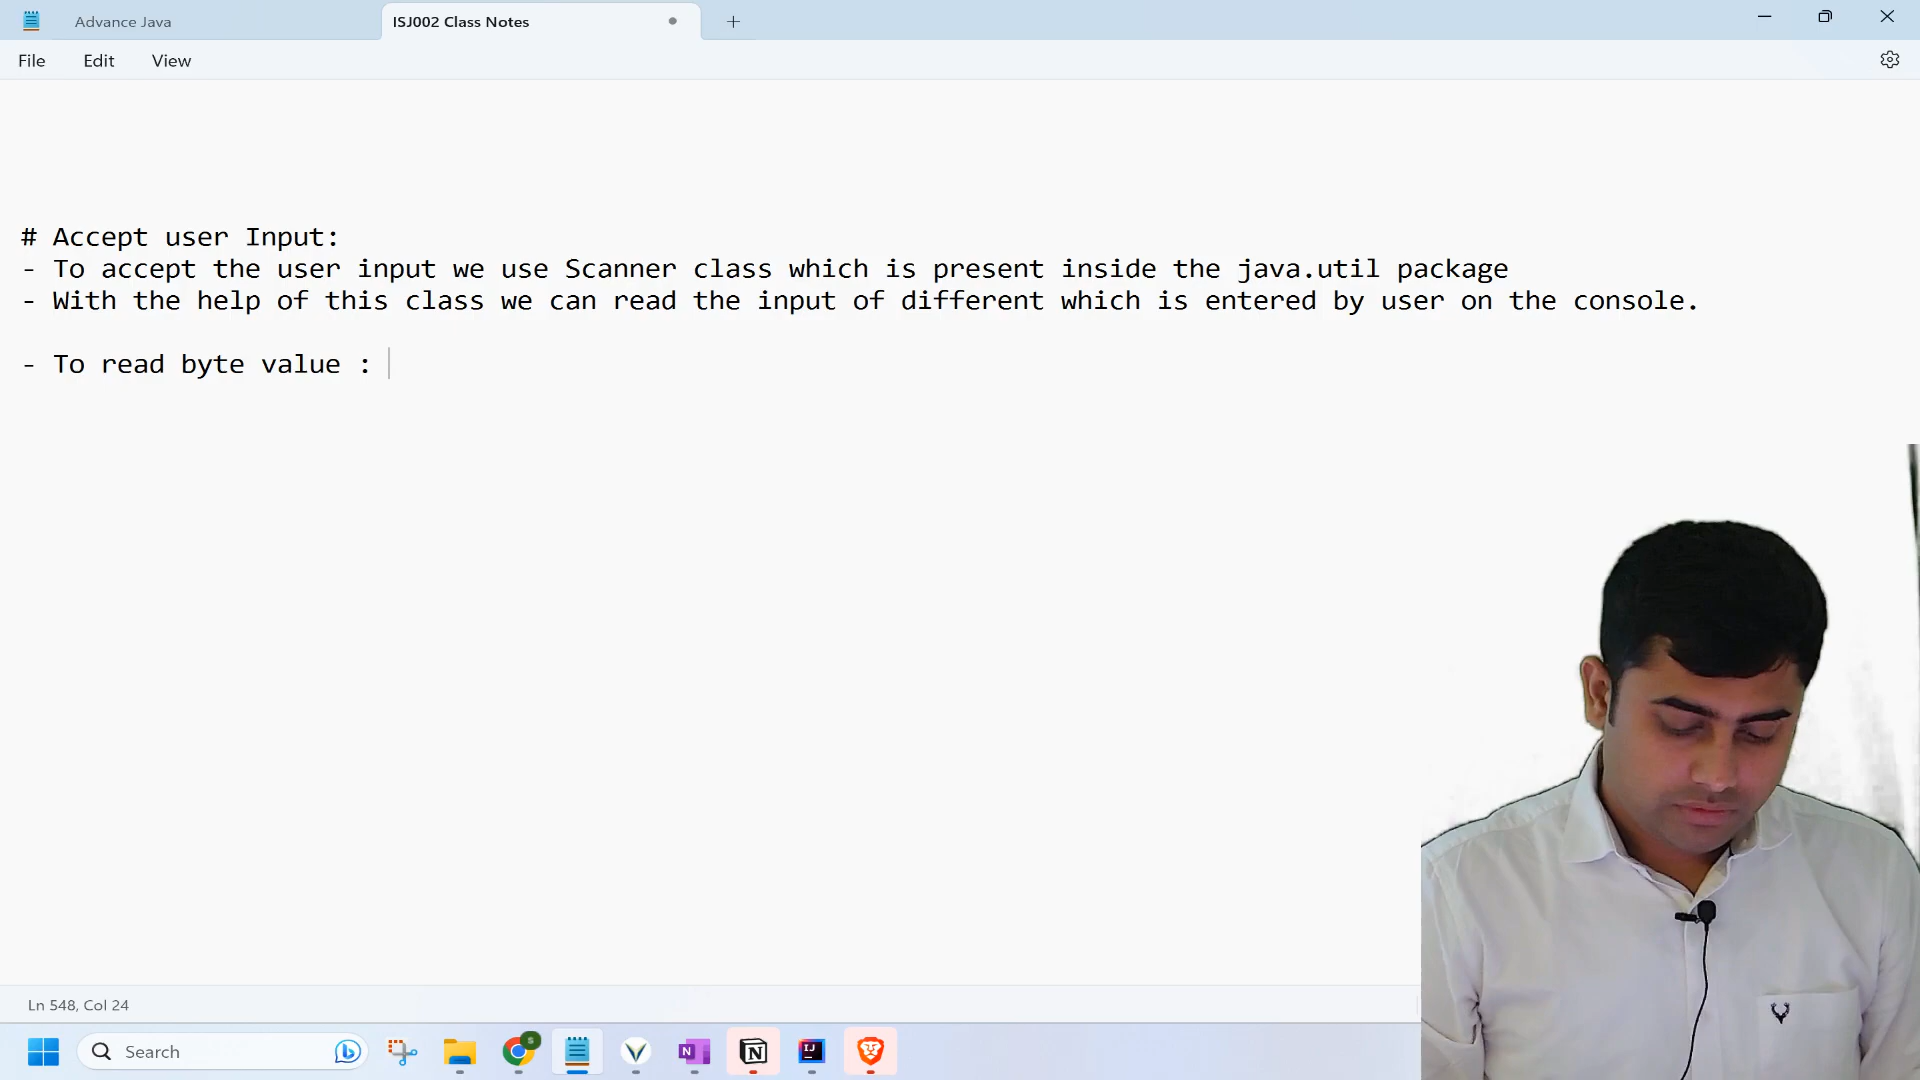 Advance Java
ISJ002 Class Notes
File Edit View
# Accept user Input:
- To accept the user input we use Scanner class which is present inside the java.util package
- With the help of this class we can read the input of different which is entered by user on the console.
- To read byte value :
Ln 548, Col 24
Search